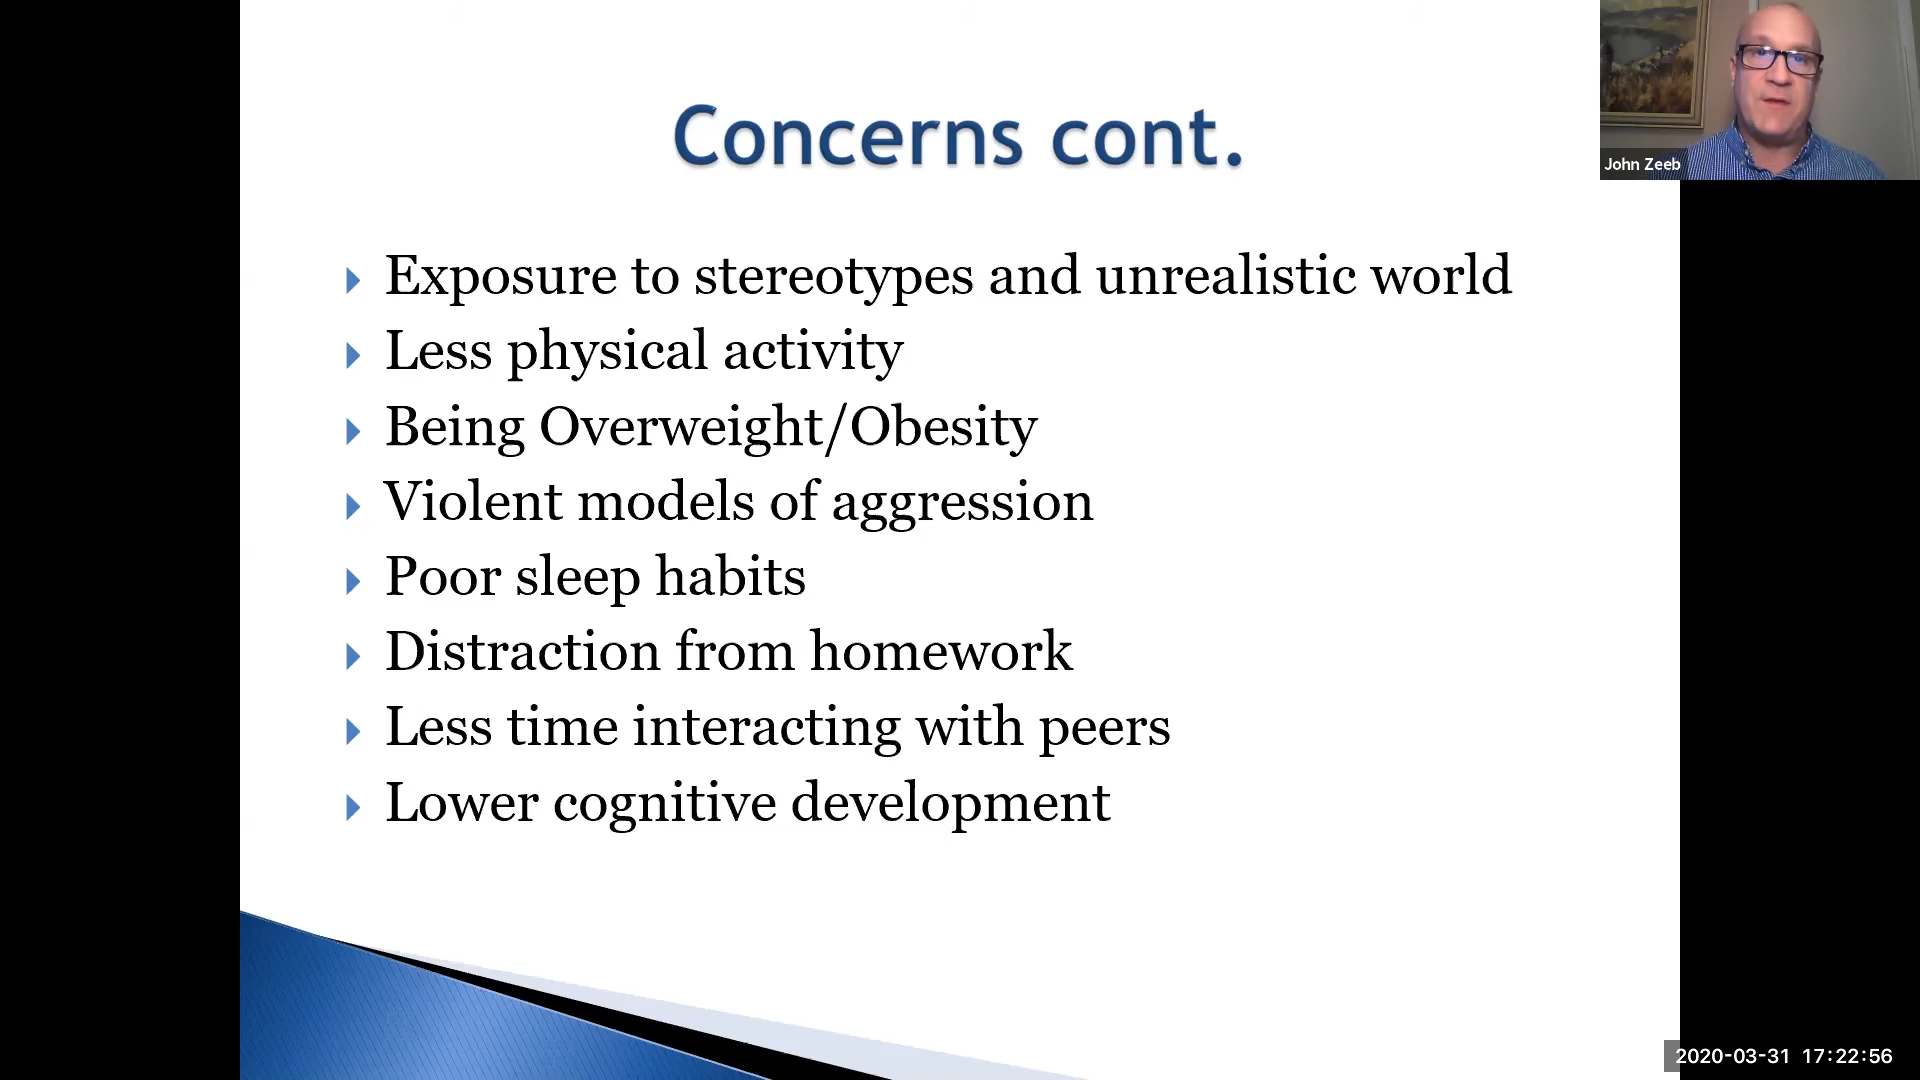 Concerns cont.
John Zeeb
Exposure to stereotypes and unrealistic world
Less physical activity
Being Overweight/Obesity
Violent models of aggression
Poor sleep habits
Distraction from homework
Less time interacting with peers
Lower cognitive development
2020-03-31 17:22:56